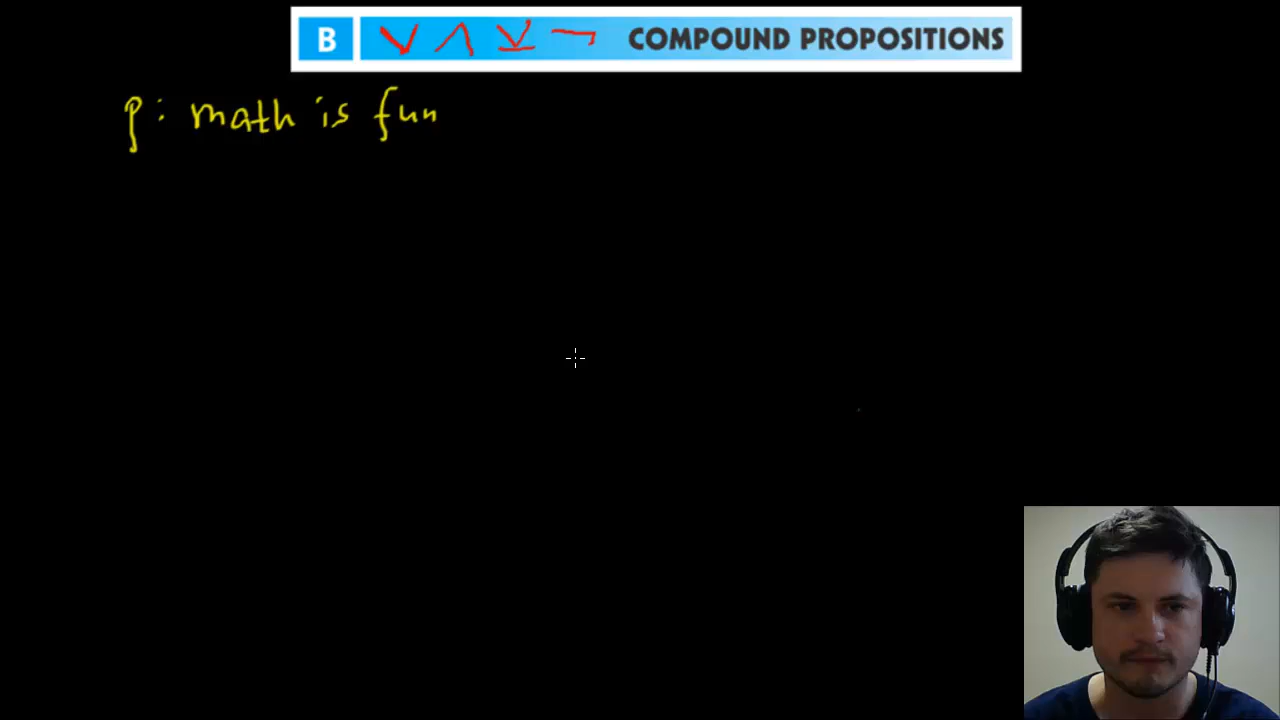 B ∨ ∧ ⊻ ¬ COMPOUND PROPOSITIONS
p: math is fun